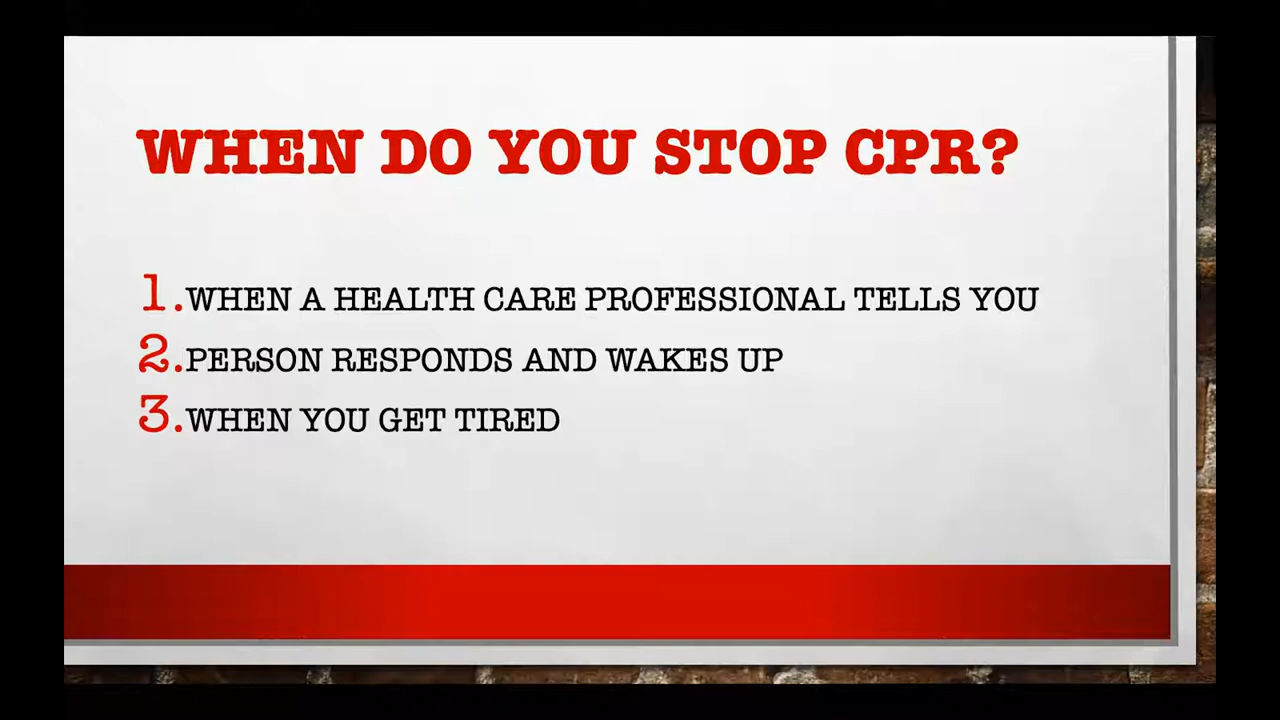 WHEN DO YOU STOP CPR?
1.WHEN A HEALTH CARE PROFESSIONAL TELLS YOU
2.PERSON RESPONDS AND WAKES UP
3.WHEN YOU GET TIRED